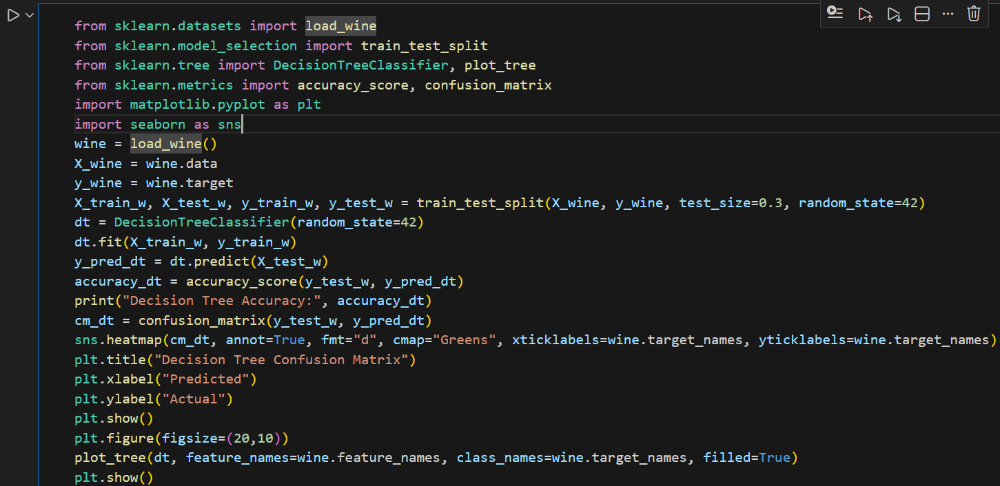 from sklearn.datasets import load_wine
from sklearn.model_selection import train_test_split
from sklearn.tree import DecisionTreeClassifier, plot_tree
from sklearn.metrics import accuracy_score, confusion_matrix
import matplotlib.pyplot as plt
import seaborn as sns
wine = load_wine()
X_wine = wine.data
y_wine = wine.target
X_train_w, X_test_w, y_train_w, y_test_w = train_test_split(X_wine, y_wine, test_size=0.3, random_state=42)
dt = DecisionTreeClassifier(random_state=42)
dt.fit(X_train_w, y_train_w)
y_pred_dt = dt.predict(X_test_w)
accuracy_dt = accuracy_score(y_test_w, y_pred_dt)
print("Decision Tree Accuracy:", accuracy_dt)
cm_dt = confusion_matrix(y_test_w, y_pred_dt)
sns.heatmap(cm_dt, annot=True, fmt="d", cmap="Greens", xticklabels=wine.target_names, yticklabels=wine.target_names)
plt.title("Decision Tree Confusion Matrix")
plt.xlabel("Predicted")
plt.ylabel("Actual")
plt.show()
plt.figure(figsize=(20,10))
plot_tree(dt, feature_names=wine.feature_names, class_names=wine.target_names, filled=True)
plt.show()